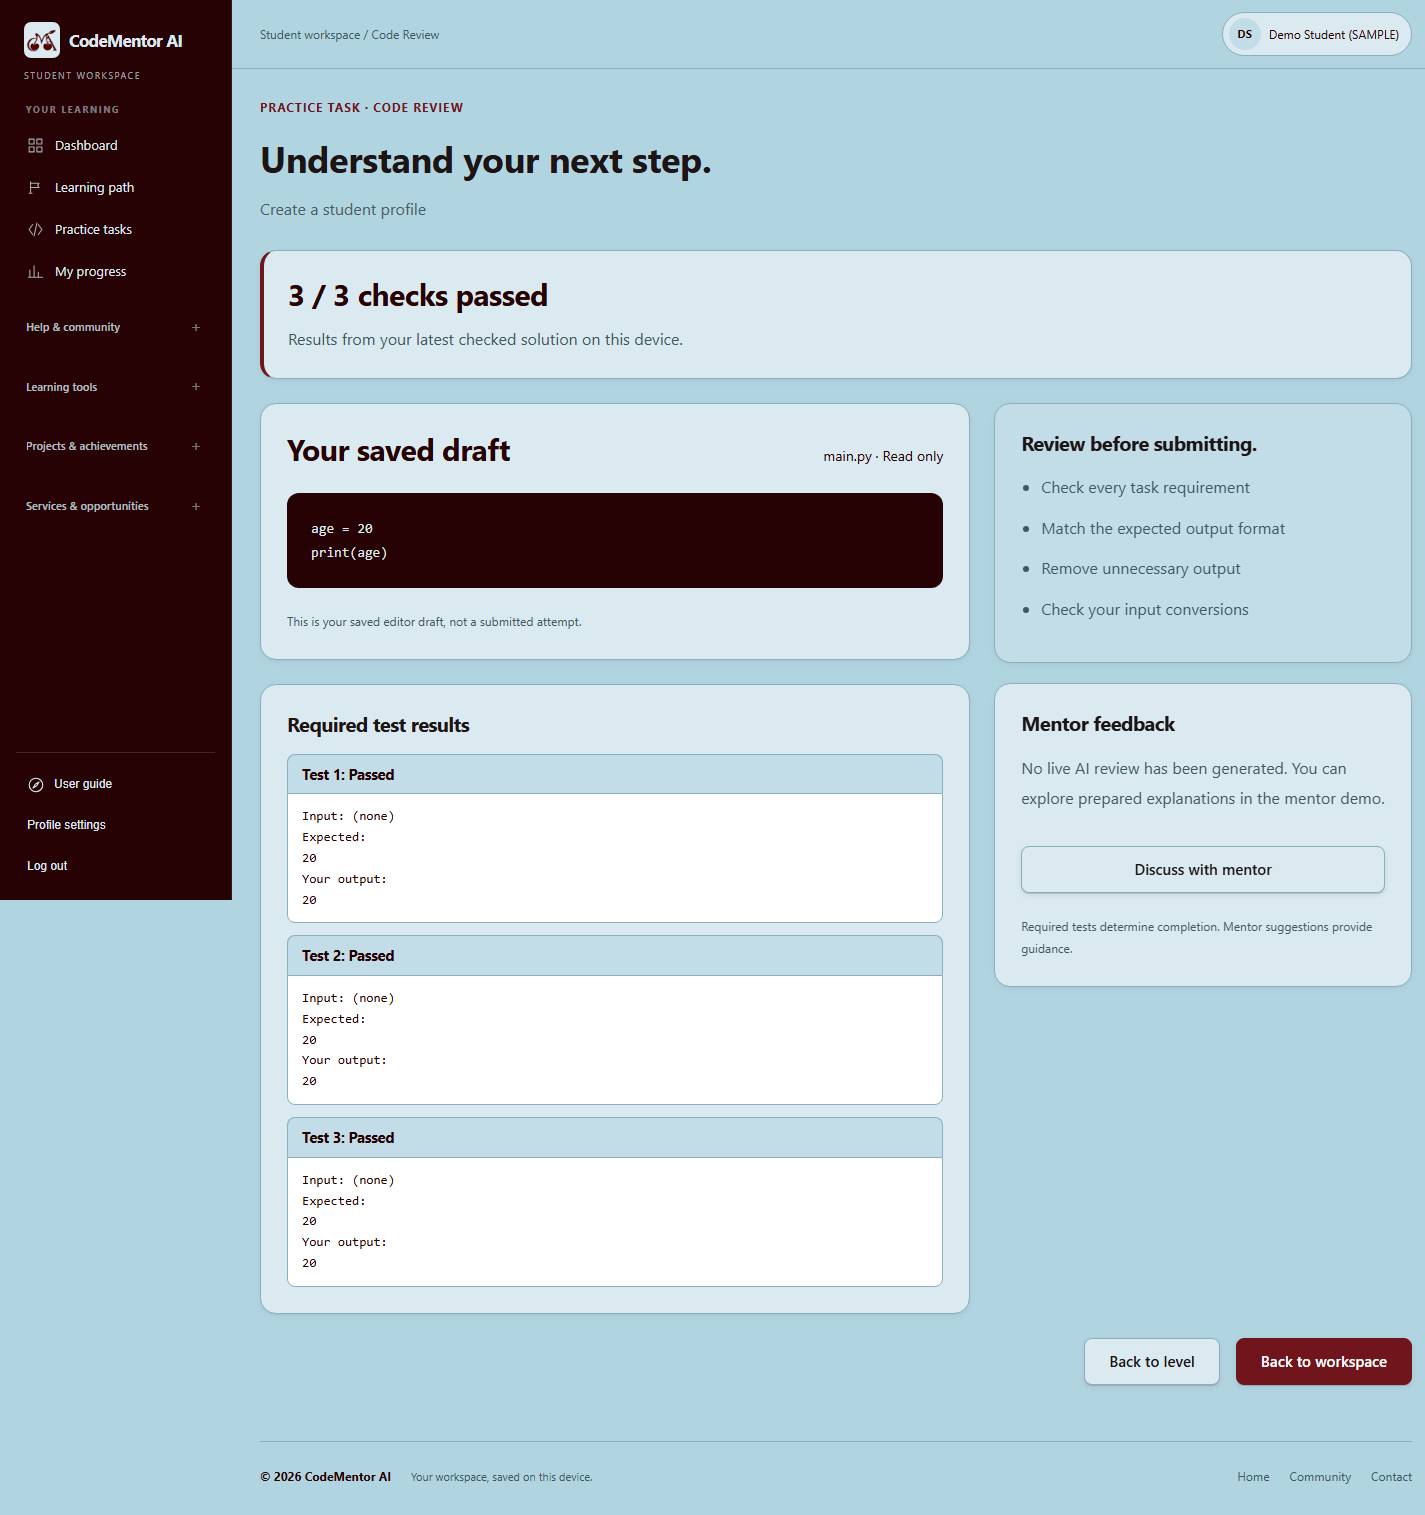 CodeMentor AI
STUDENT WORKSPACE
YOUR LEARNING
Dashboard
Learning path
Practice tasks
My progress
Help & community +
Learning tools +
Projects & achievements +
Services & opportunities +
User guide
Profile settings
Log out
Student workspace / Code Review
DS Demo Student (SAMPLE)
PRACTICE TASK · CODE REVIEW
Understand your next step.
Create a student profile
3 / 3 checks passed
Results from your latest checked solution on this device.
Your saved draft
main.py · Read only
age = 20
print(age)
This is your saved editor draft, not a submitted attempt.
Review before submitting.
• Check every task requirement
• Match the expected output format
• Remove unnecessary output
• Check your input conversions
Required test results
Test 1: Passed
Input: (none)
Expected:
20
Your output:
20
Test 2: Passed
Input: (none)
Expected:
20
Your output:
20
Test 3: Passed
Input: (none)
Expected:
20
Your output:
20
Mentor feedback
No live AI review has been generated. You can
explore prepared explanations in the mentor demo.
Discuss with mentor
Required tests determine completion. Mentor suggestions provide
guidance.
Back to level
Back to workspace
© 2026 CodeMentor AI
Your workspace, saved on this device.
Home
Community
Contact